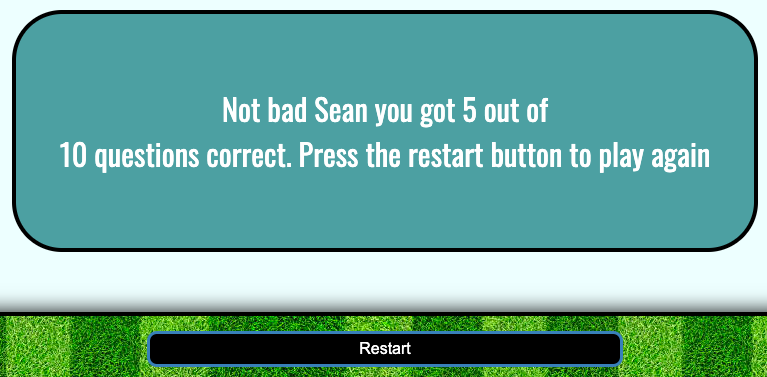 Not bad Sean you got 5 out of
10 questions correct. Press the restart button to play again
Restart